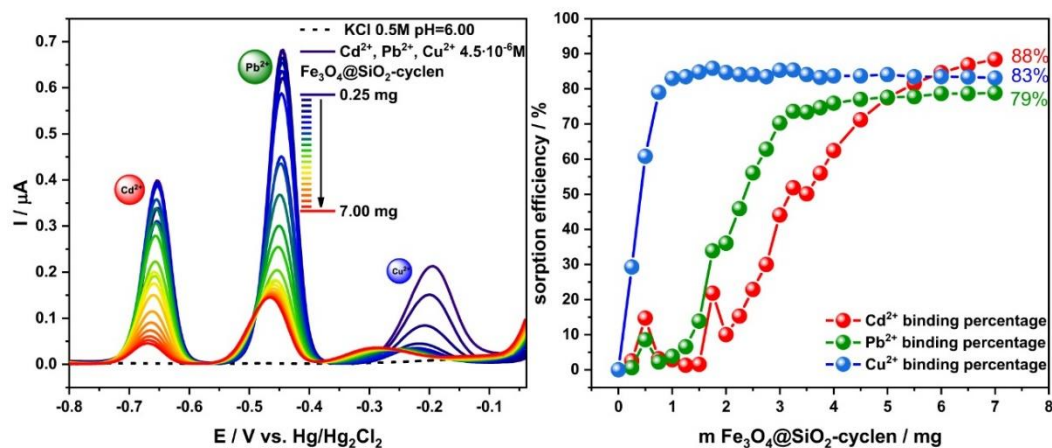 KCl 0.5M pH=6.00
Cd²⁺, Pb²⁺, Cu²⁺ 4.5·10⁻⁶M
Fe₃O₄@SiO₂-cyclen
0.25 mg
7.00 mg
Cd²⁺
Pb²⁺
Cu²⁺
I / µA
0.7
0.6
0.5
0.4
0.3
0.2
0.1
0.0
-0.8 -0.7 -0.6 -0.5 -0.4 -0.3 -0.2 -0.1
E / V vs. Hg/Hg₂Cl₂
sorption efficiency / %
100
90
80
70
60
50
40
30
20
10
0
88%
83%
79%
Cd²⁺ binding percentage
Pb²⁺ binding percentage
Cu²⁺ binding percentage
0 1 2 3 4 5 6 7 8
m Fe₃O₄@SiO₂-cyclen / mg